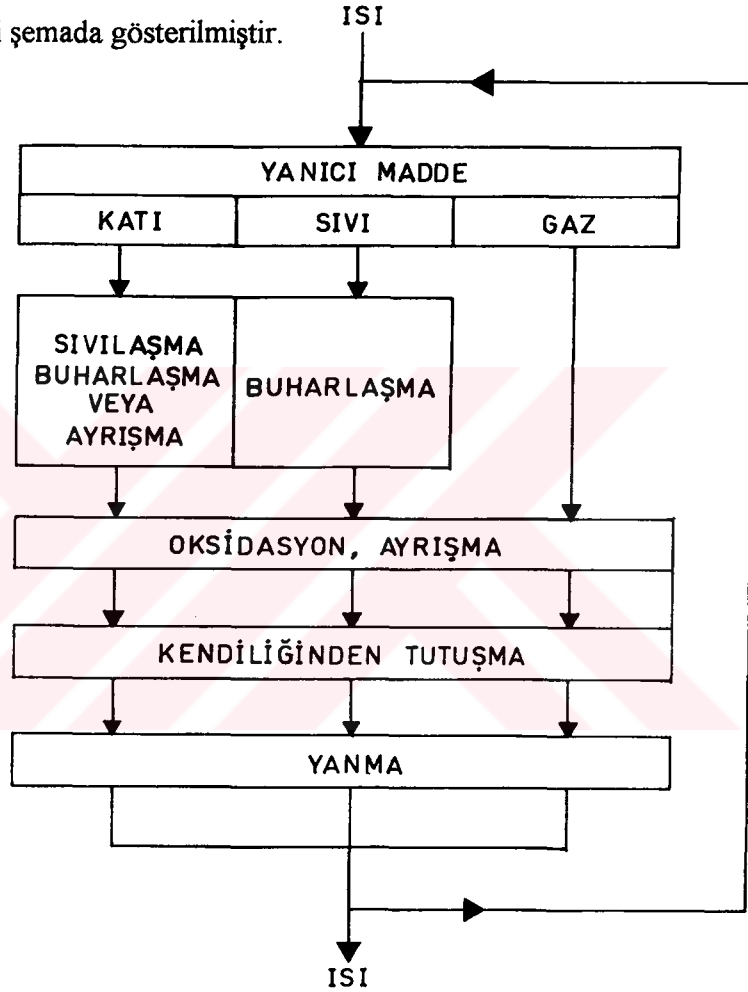 i şemada gösterilmiştir.
ISI
YANICI MADDE
KATI SIVI GAZ
SIVILAŞMA
BUHARLAŞMA
VEYA
AYRIŞMA
BUHARLAŞMA
OKSİDASYON, AYRIŞMA
KENDİLİĞİNDEN TUTUŞMA
YANMA
ISI